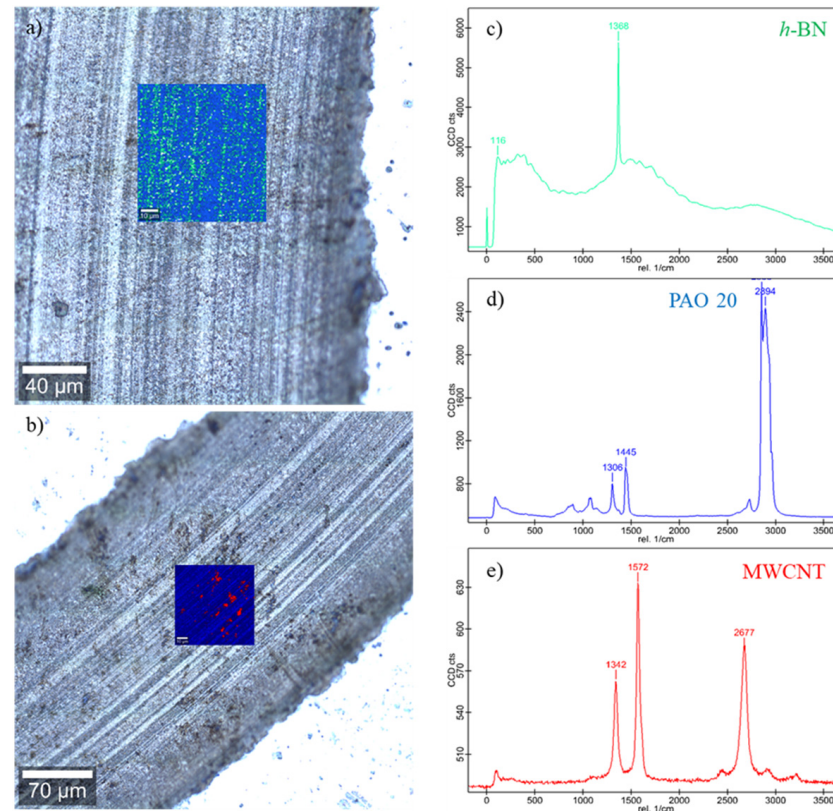 a)
10 μm
40 μm
b)
70 μm
c)
h-BN
CCD cts
6000
5000
4000
3000
2000
1000
1368
116
0 500 1000 1500 2000 2500 3000 3500
rel. 1/cm
d)
PAO 20
CCD cts
2400
2000
1600
1200
800
2894
1306
1445
0 500 1000 1500 2000 2500 3000 3500
rel. 1/cm
e)
MWCNT
CCD cts
630
600
570
540
510
1342
1572
2677
0 500 1000 1500 2000 2500 3000 3500
rel. 1/cm